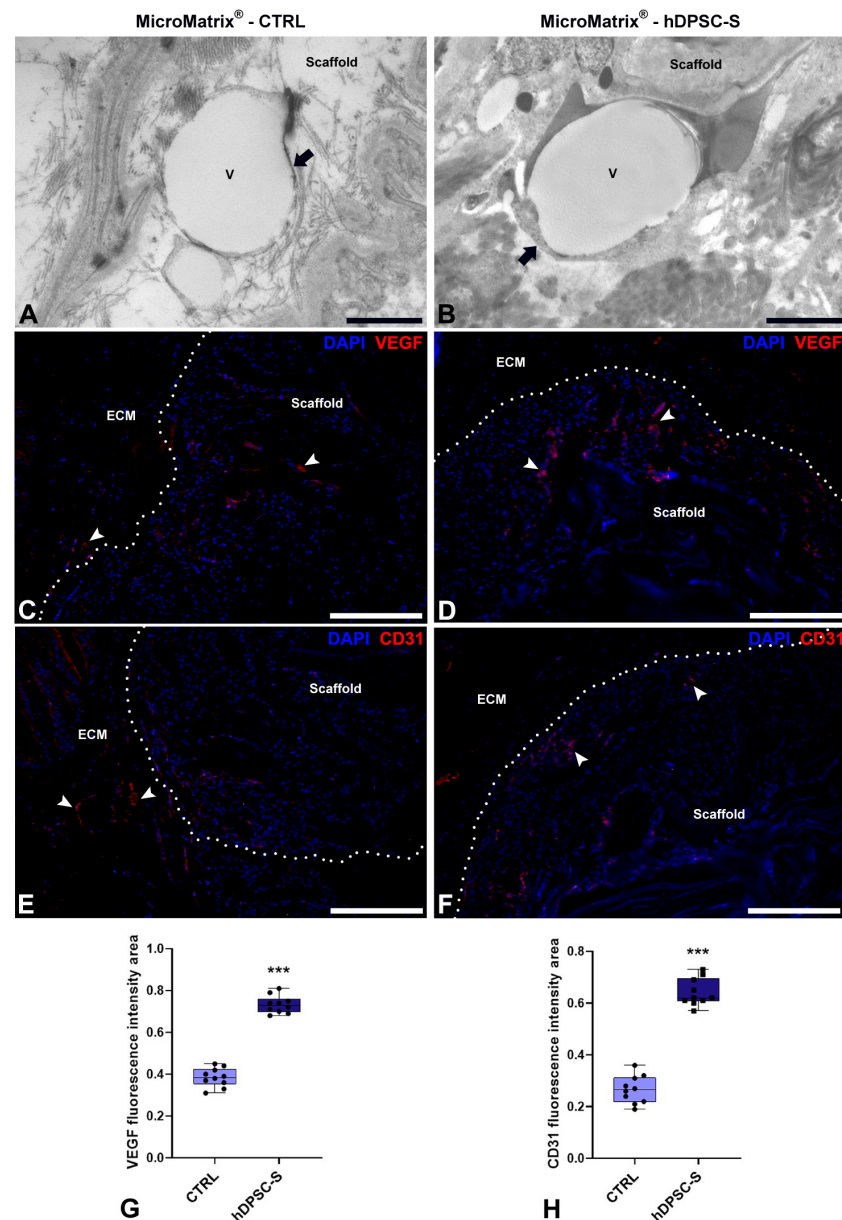 MicroMatrix® - CTRL
MicroMatrix® - hDPSC-S
Scaffold
V
A
Scaffold
V
B
DAPI VEGF
ECM
Scaffold
C
DAPI VEGF
ECM
Scaffold
D
DAPI CD31
Scaffold
ECM
E
DAPI CD31
ECM
Scaffold
F
VEGF fluorescence intensity area
1.0
0.8
0.6
0.4
0.2
0.0
***
CTRL
hDPSC-S
G
CD31 fluorescence intensity area
0.8
0.6
0.4
0.2
0.0
***
CTRL
hDPSC-S
H